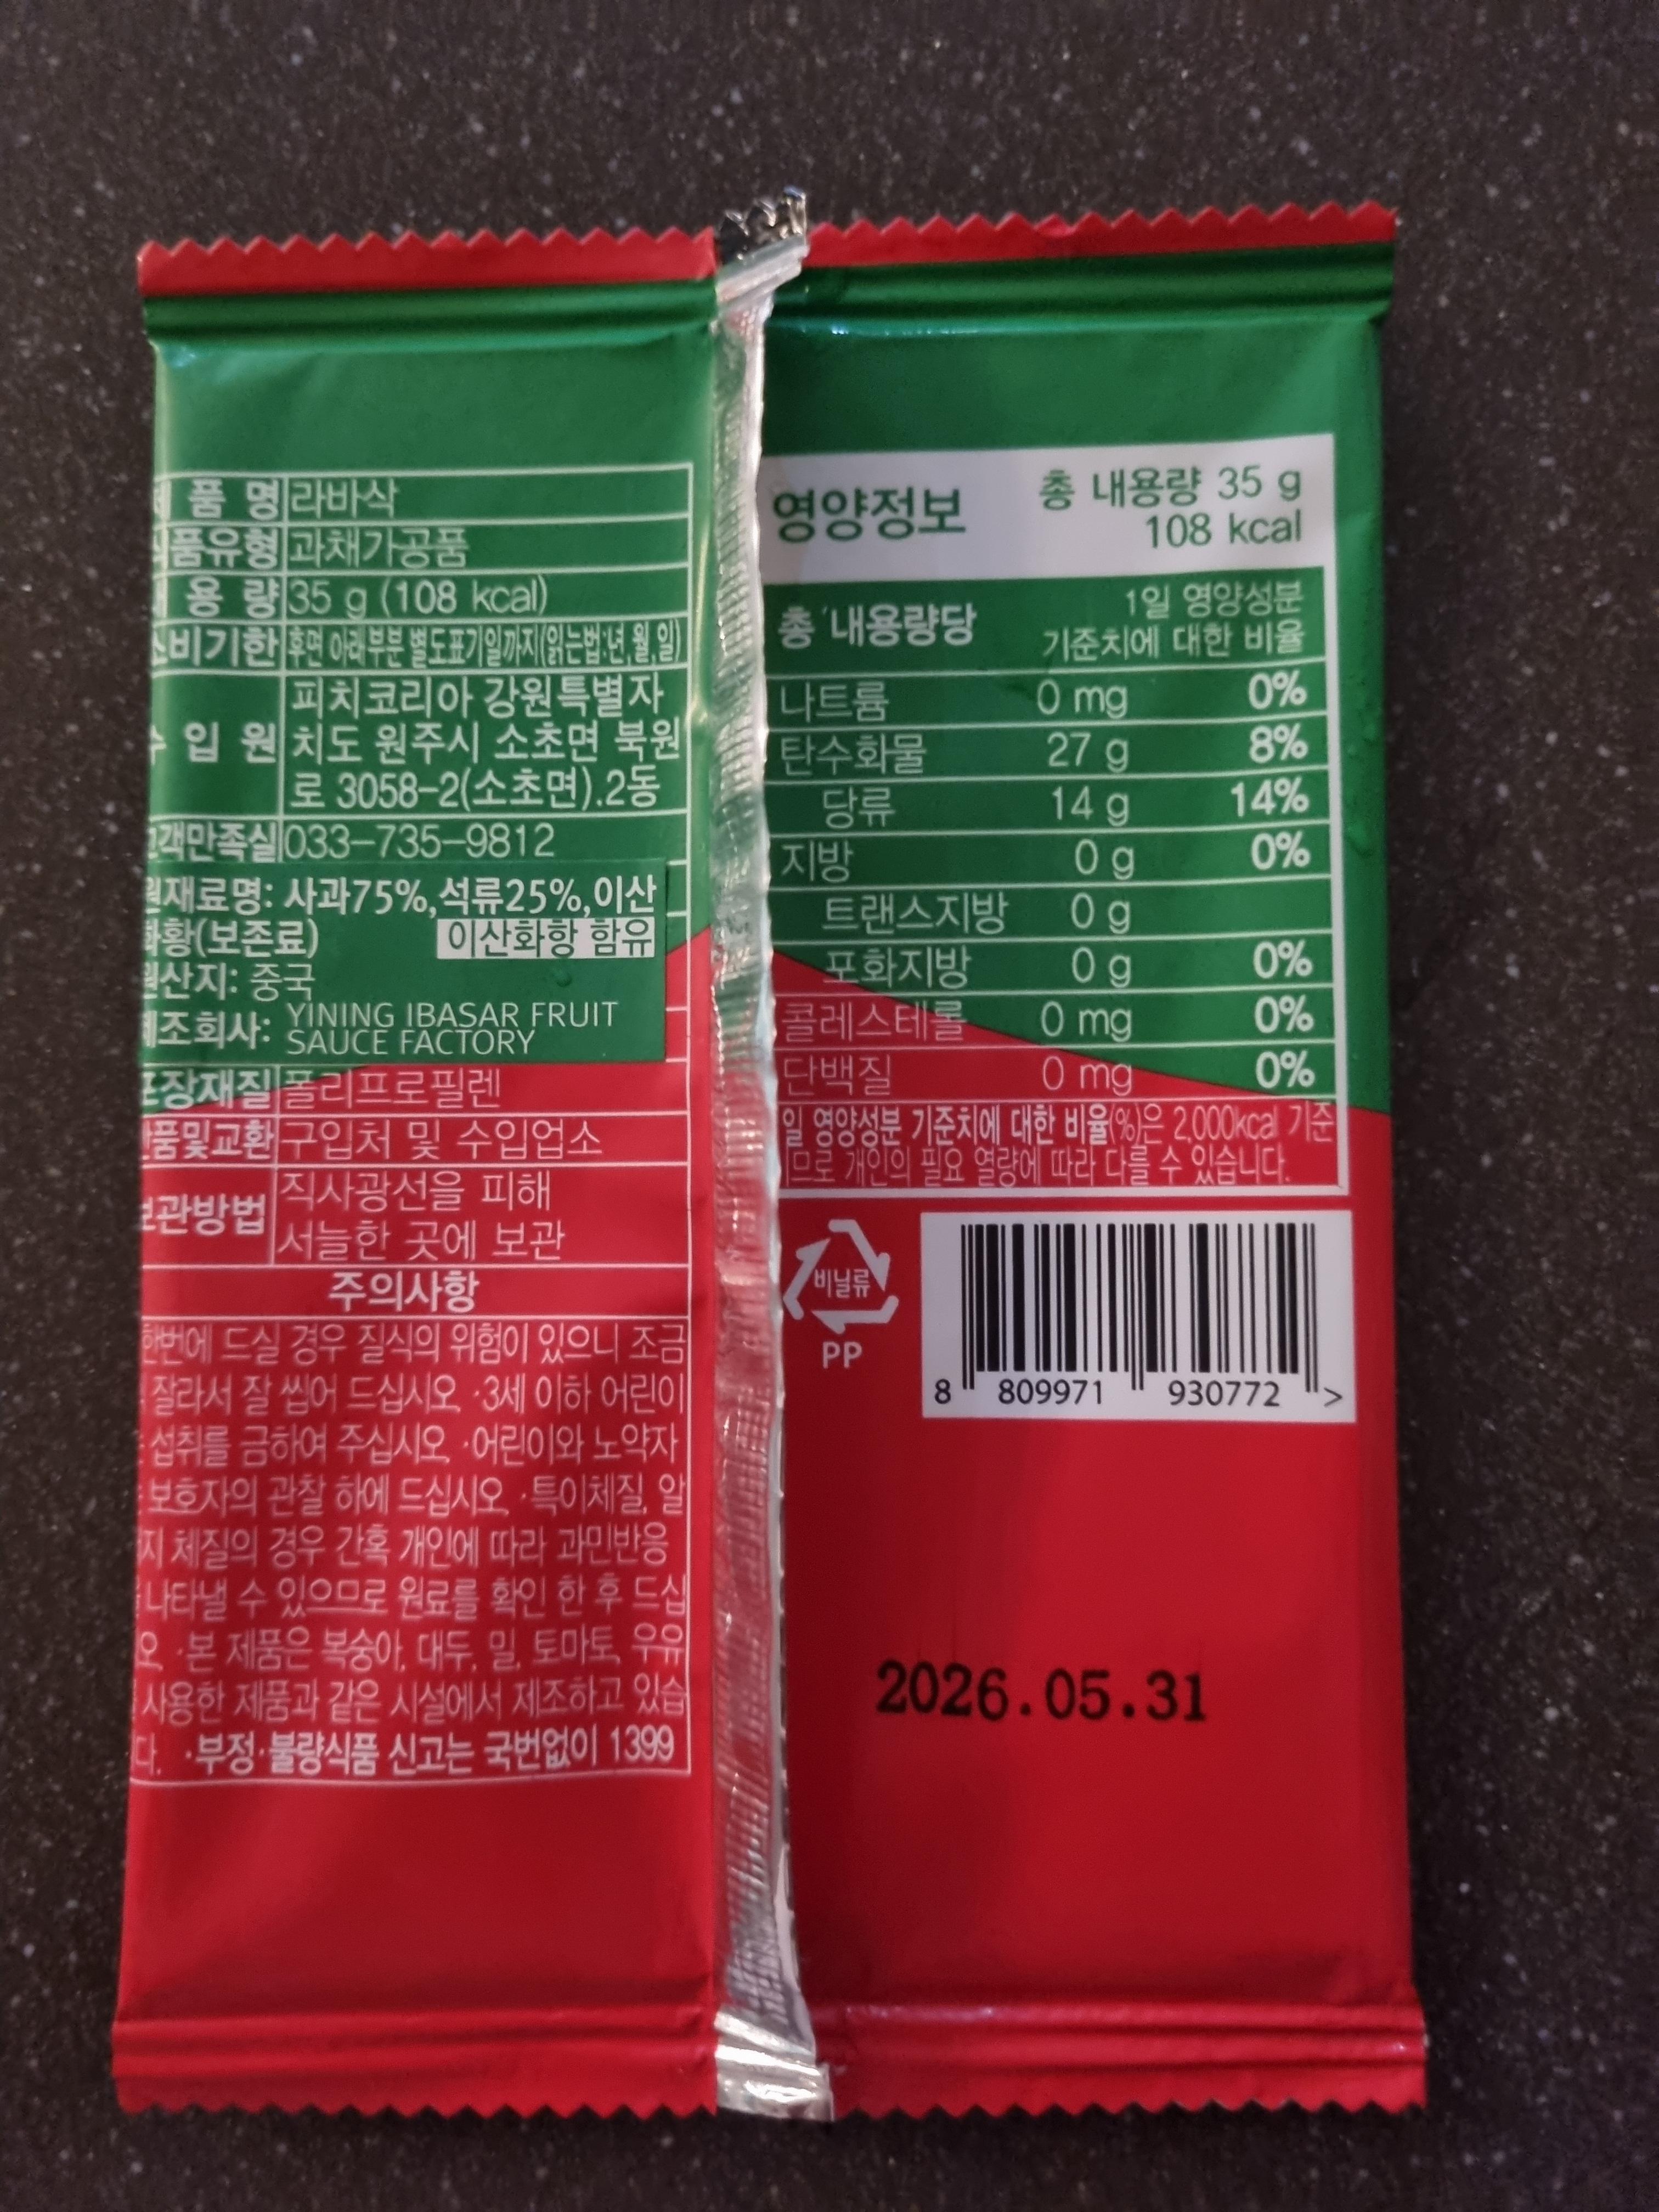 품 명 라바삭
품유형 과채가공품
용 량 35 g (108 kcal)
비기한 후면 아래부분 별도표기일까지(읽는법:년,월,일)
입 원 피치코리아 강원특별자
치도 원주시 소초면 북원
로 3058-2(소초면).2동
객만족실 033-735-9812
원재료명: 사과75%,석류25%,이산
화황(보존료) 이산화항 함유
원산지: 중국
제조회사: YINING IBASAR FRUIT
SAUCE FACTORY
장재질 폴리프로필렌
품및교환 구입처 및 수입업소
보관방법 직사광선을 피해
서늘한 곳에 보관
주의사항
한번에 드실 경우 질식의 위험이 있으니 조금
잘라서 잘 씹어 드십시오 ·3세 이하 어린이
섭취를 금하여 주십시오 ·어린이와 노약자
보호자의 관찰 하에 드십시오 ·특이체질, 알
지 체질의 경우 간혹 개인에 따라 과민반응
나타낼 수 있으므로 원료를 확인 한 후 드십
오 ·본 제품은 복숭아, 대두, 밀, 토마토, 우유
사용한 제품과 같은 시설에서 제조하고 있습
다. ·부정·불량식품 신고는 국번없이 1399
영양정보 총 내용량 35 g
108 kcal
총 내용량당 1일 영양성분
기준치에 대한 비율
나트륨 0 mg 0%
탄수화물 27 g 8%
당류 14 g 14%
지방 0 g 0%
트랜스지방 0 g
포화지방 0 g 0%
콜레스테롤 0 mg 0%
단백질 0 mg 0%
일 영양성분 기준치에 대한 비율(%)은 2,000kcal 기준
므로 개인의 필요 열량에 따라 다를 수 있습니다.
비닐류
PP
8 809971 930772 >
2026.05.31